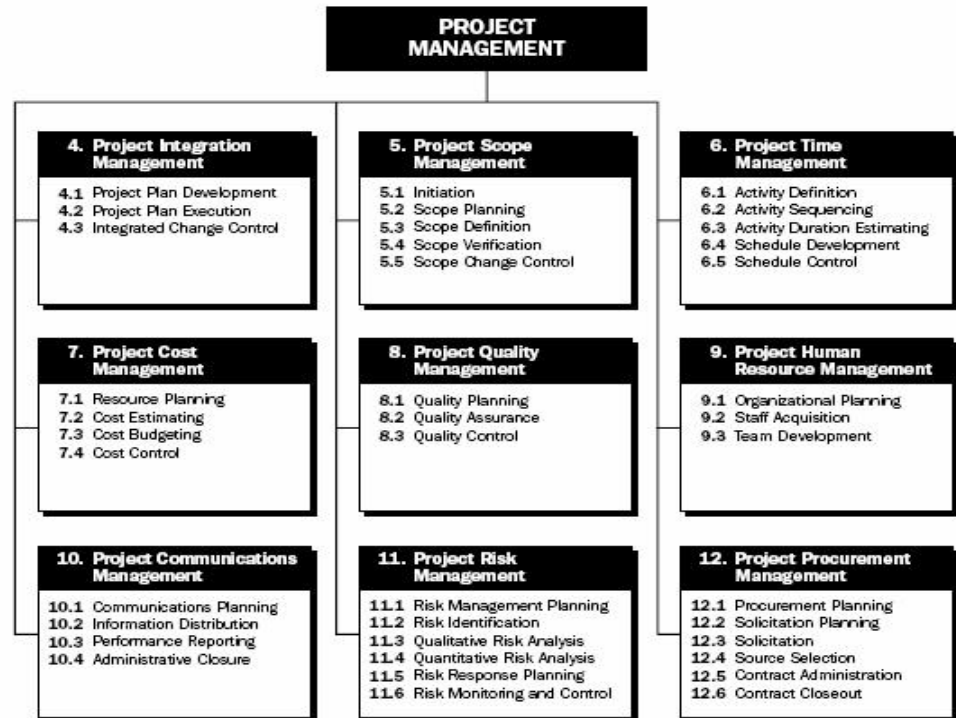 PROJECT
MANAGEMENT
4. Project Integration
Management
4.1 Project Plan Development
4.2 Project Plan Execution
4.3 Integrated Change Control
5. Project Scope
Management
5.1 Initiation
5.2 Scope Planning
5.3 Scope Definition
5.4 Scope Verification
5.5 Scope Change Control
6. Project Time
Management
6.1 Activity Definition
6.2 Activity Sequencing
6.3 Activity Duration Estimating
6.4 Schedule Development
6.5 Schedule Control
7. Project Cost
Management
7.1 Resource Planning
7.2 Cost Estimating
7.3 Cost Budgeting
7.4 Cost Control
8. Project Quality
Management
8.1 Quality Planning
8.2 Quality Assurance
8.3 Quality Control
9. Project Human
Resource Management
9.1 Organizational Planning
9.2 Staff Acquisition
9.3 Team Development
10. Project Communications
Management
10.1 Communications Planning
10.2 Information Distribution
10.3 Performance Reporting
10.4 Administrative Closure
11. Project Risk
Management
11.1 Risk Management Planning
11.2 Risk Identification
11.3 Qualitative Risk Analysis
11.4 Quantitative Risk Analysis
11.5 Risk Response Planning
11.6 Risk Monitoring and Control
12. Project Procurement
Management
12.1 Procurement Planning
12.2 Solicitation Planning
12.3 Solicitation
12.4 Source Selection
12.5 Contract Administration
12.6 Contract Closeout